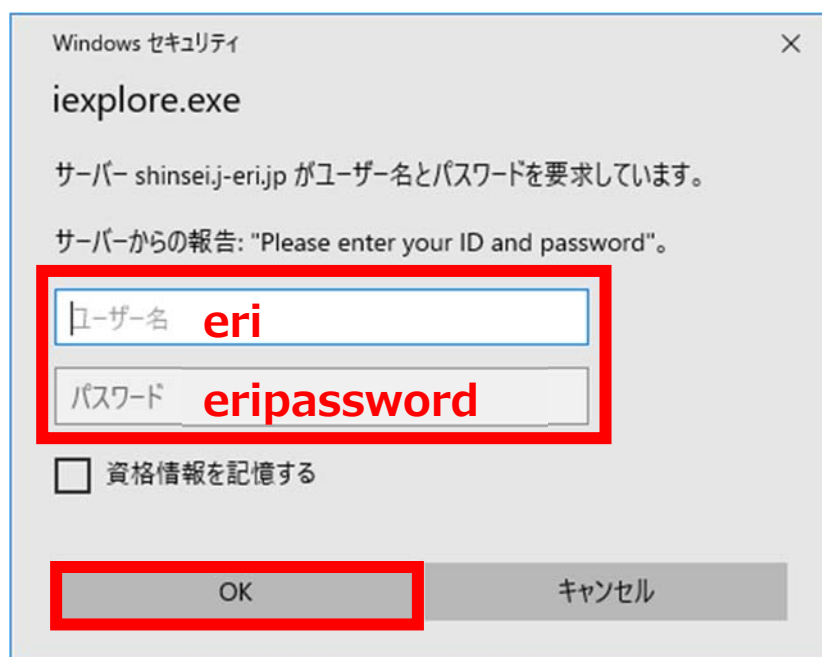 Windows セキュリティ
iexplore.exe
サーバー shinsei.j-eri.jp がユーザー名とパスワードを要求しています。
サーバーからの報告: "Please enter your ID and password"。
ユーザー名 eri
パスワード eripassword
資格情報を記憶する
OK キャンセル